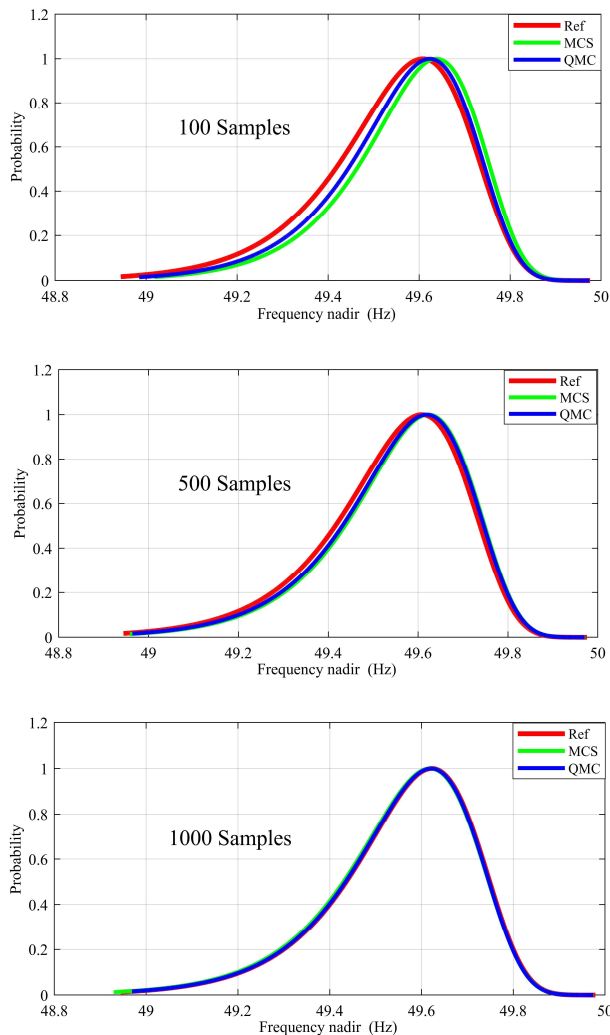 1.2
Ref
MCS
QMC
1
0.8
100 Samples
0.6
0.4
0.2
0
Probability
48.8 49 49.2 49.4 49.6 49.8 50
Frequency nadir (Hz)
1.2
Ref
MCS
QMC
1
0.8
500 Samples
0.6
0.4
0.2
0
Probability
48.8 49 49.2 49.4 49.6 49.8 50
Frequency nadir (Hz)
1.2
Ref
MCS
QMC
1
0.8
1000 Samples
0.6
0.4
0.2
0
Probability
48.8 49 49.2 49.4 49.6 49.8 50
Frequency nadir (Hz)